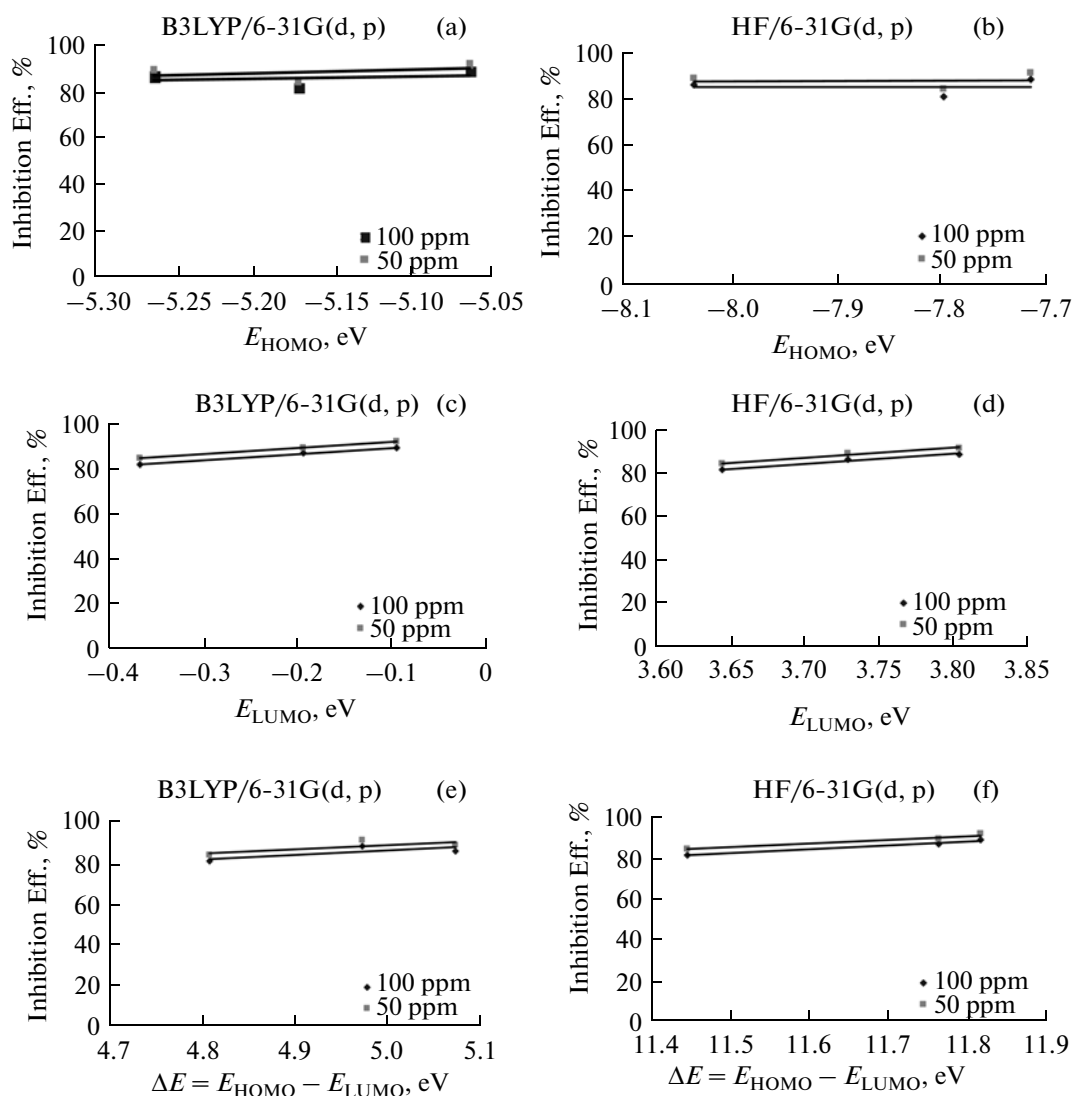 B3LYP/6-31G(d, p) (a)
Inhibition Eff., %
100
80
60
40
20
0
100 ppm
50 ppm
−5.30 −5.25 −5.20 −5.15 −5.10 −5.05
E_HOMO, eV
HF/6-31G(d, p) (b)
Inhibition Eff., %
100
80
60
40
20
0
100 ppm
50 ppm
−8.1 −8.0 −7.9 −7.8 −7.7
E_HOMO, eV
B3LYP/6-31G(d, p) (c)
Inhibition Eff., %
100
80
60
40
20
0
100 ppm
50 ppm
−0.4 −0.3 −0.2 −0.1 0
E_LUMO, eV
HF/6-31G(d, p) (d)
Inhibition Eff., %
100
80
60
40
20
0
100 ppm
50 ppm
3.60 3.65 3.70 3.75 3.80 3.85
E_LUMO, eV
B3LYP/6-31G(d, p) (e)
Inhibition Eff., %
100
80
60
40
20
0
100 ppm
50 ppm
4.7 4.8 4.9 5.0 5.1
ΔE = E_HOMO − E_LUMO, eV
HF/6-31G(d, p) (f)
Inhibition Eff., %
100
80
60
40
20
0
100 ppm
50 ppm
11.4 11.5 11.6 11.7 11.8 11.9
ΔE = E_HOMO − E_LUMO, eV